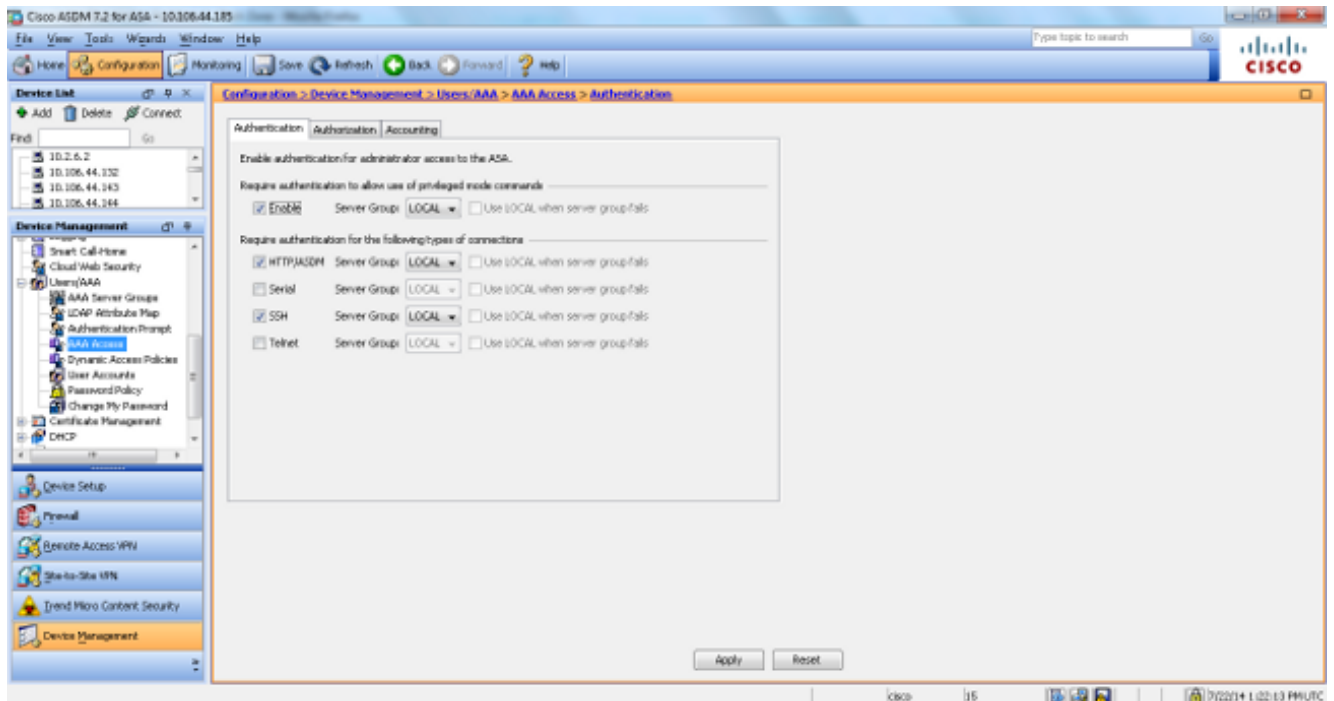 Cisco ASDM 7.2 for ASA - 10.106.44.185
File View Tools Wizards Window Help
Type topic to search Go
Home Configuration Monitoring Save Refresh Back Forward Help
CISCO
Device List
Add Delete Connect
Find: Go
10.2.6.2
10.106.44.132
10.106.44.143
10.106.44.144
Device Management
Smart Call-Home
Cloud Web Security
Users/AAA
AAA Server Groups
LDAP Attribute Map
Authentication Prompt
AAA Access
Dynamic Access Policies
User Accounts
Password Policy
Change My Password
Certificate Management
DHCP
Device Setup
Firewall
Remote Access VPN
Site-to-Site VPN
Trend Micro Content Security
Device Management
Configuration > Device Management > Users/AAA > AAA Access > Authentication
Authentication Authorization Accounting
Enable authentication for administrator access to the ASA.
Require authentication to allow use of privileged mode commands
Enable Server Group: LOCAL Use LOCAL when server group fails
Require authentication for the following types of connections
HTTP/ASDM Server Group: LOCAL Use LOCAL when server group fails
Serial Server Group: LOCAL Use LOCAL when server group fails
SSH Server Group: LOCAL Use LOCAL when server group fails
Telnet Server Group: LOCAL Use LOCAL when server group fails
Apply Reset
cisco 15 7/22/14 1:22:13 PM UTC